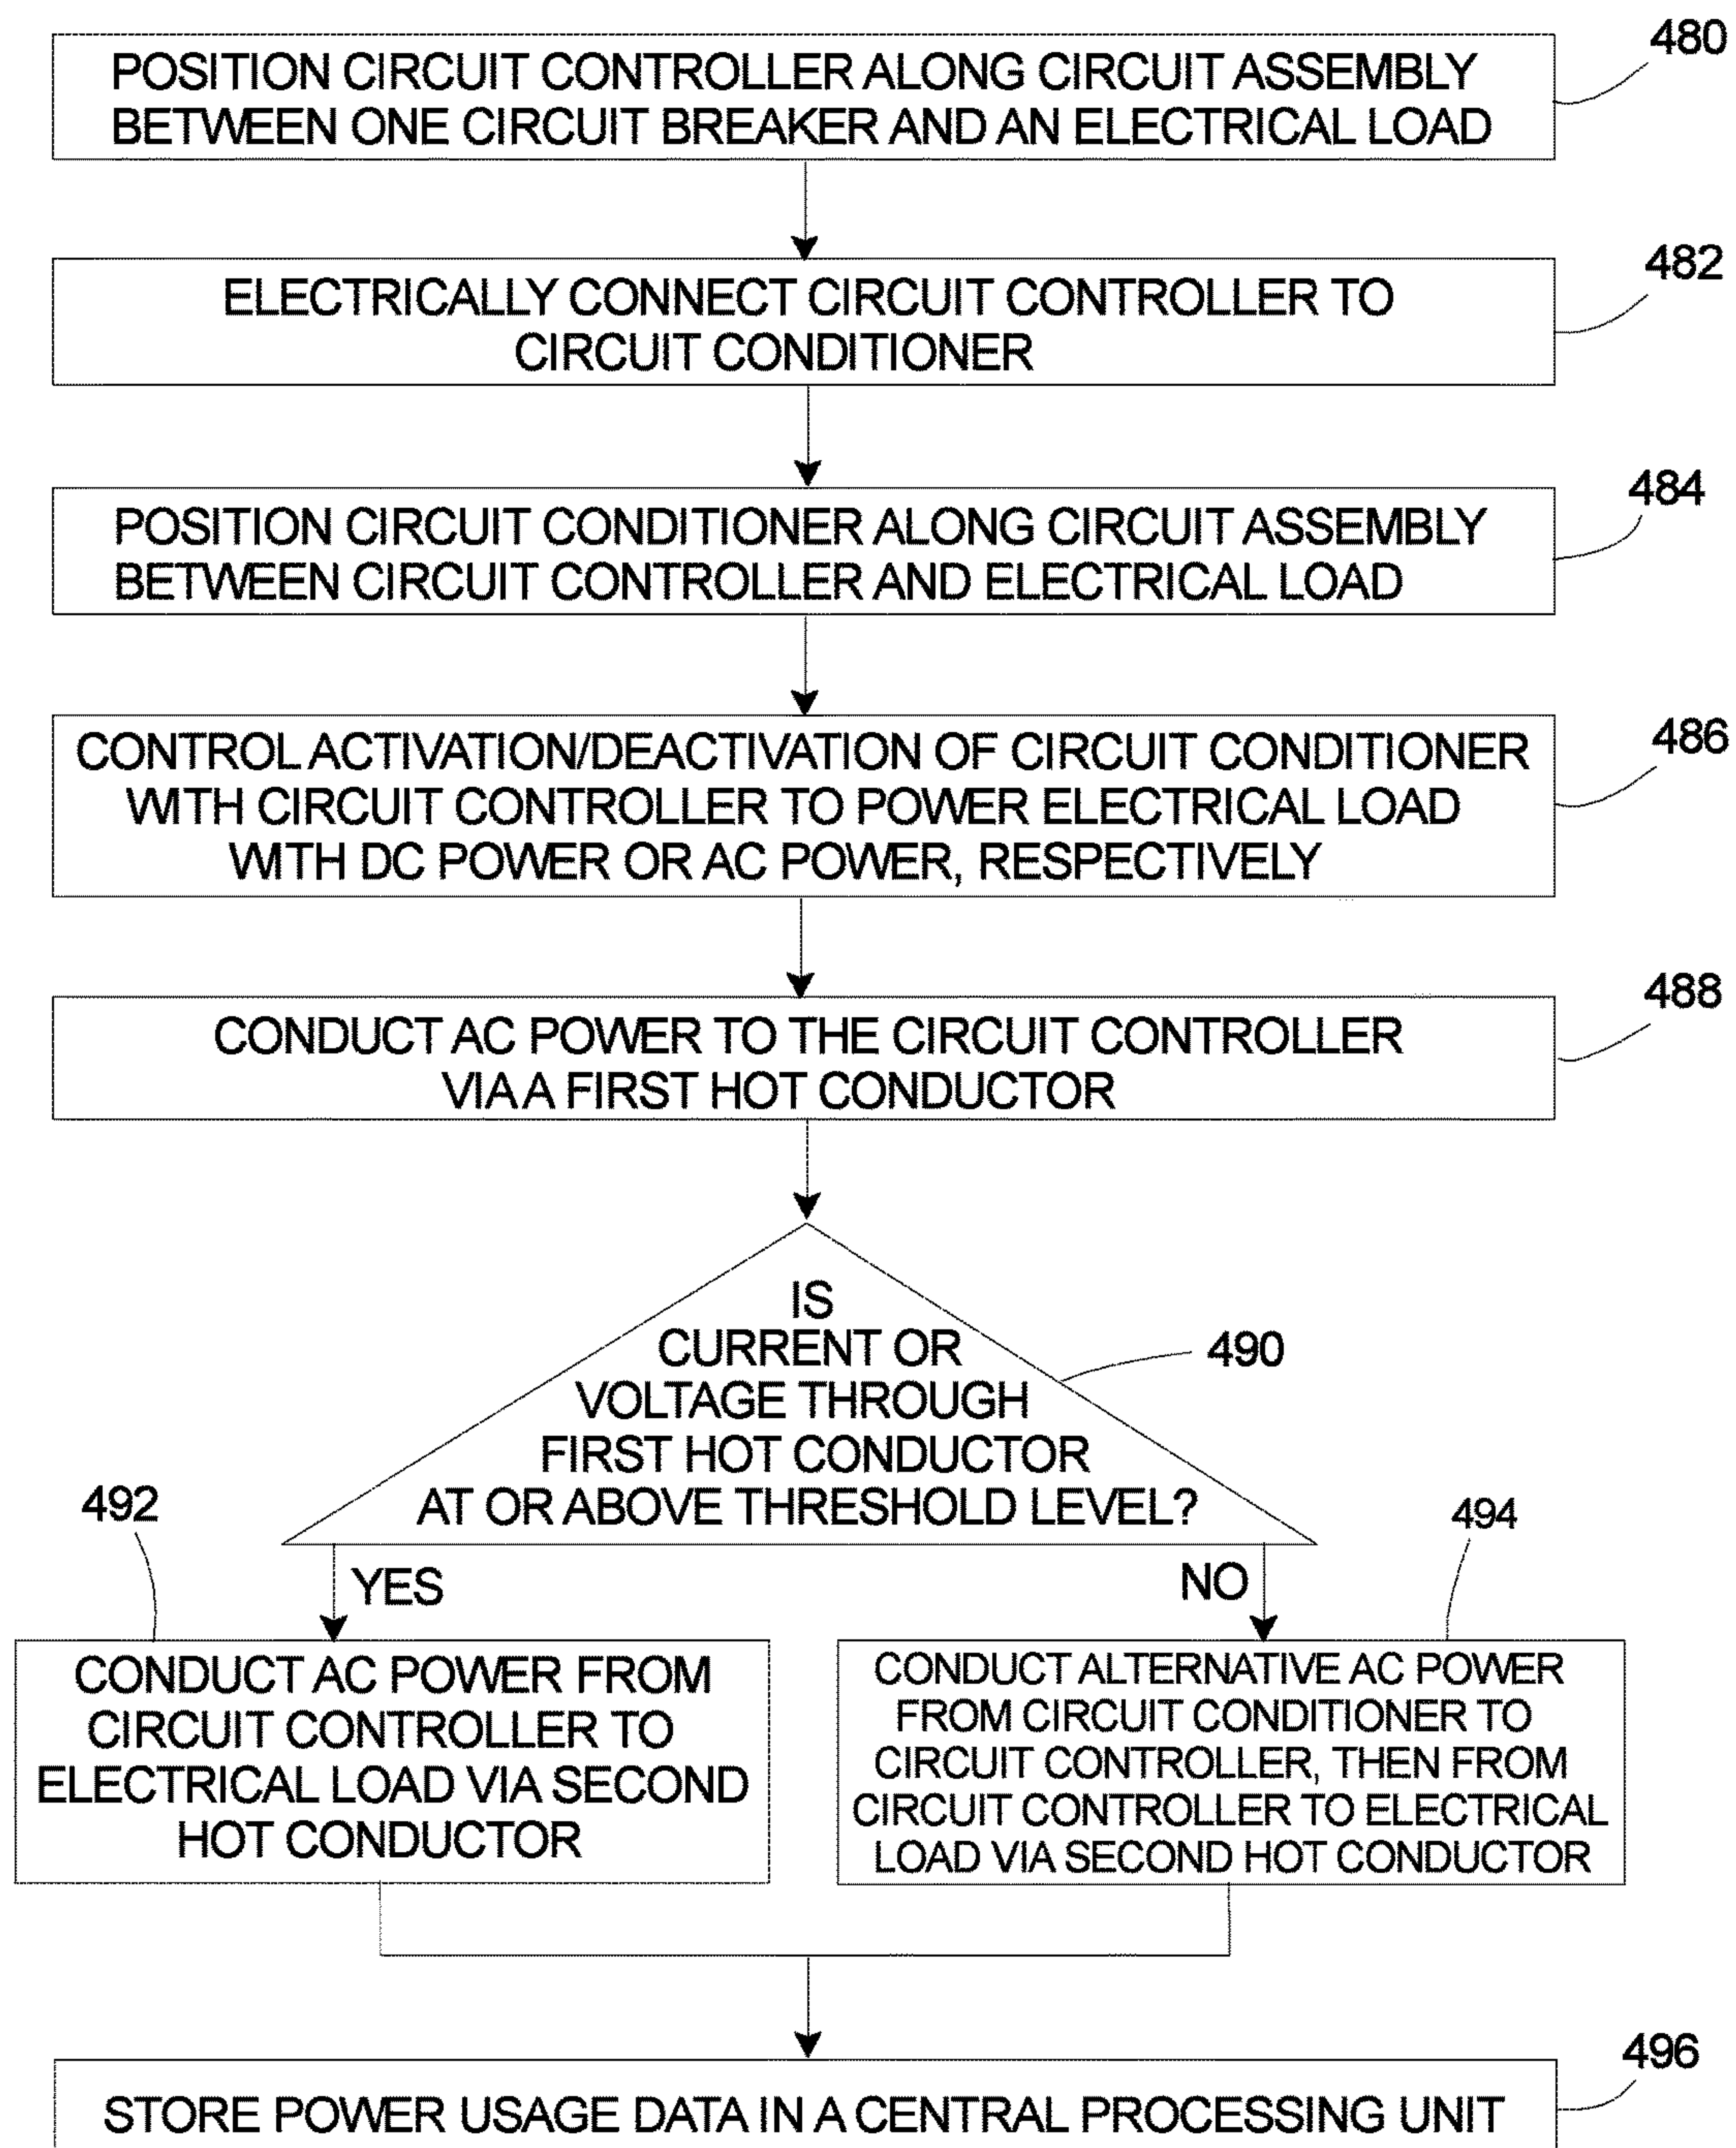 480
POSITION CIRCUIT CONTROLLER ALONG CIRCUIT ASSEMBLY
BETWEEN ONE CIRCUIT BREAKER AND AN ELECTRICAL LOAD
482
ELECTRICALLY CONNECT CIRCUIT CONTROLLER TO
CIRCUIT CONDITIONER
484
POSITION CIRCUIT CONDITIONER ALONG CIRCUIT ASSEMBLY
BETWEEN CIRCUIT CONTROLLER AND ELECTRICAL LOAD
486
CONTROL ACTIVATION/DEACTIVATION OF CIRCUIT CONDITIONER
WITH CIRCUIT CONTROLLER TO POWER ELECTRICAL LOAD
WITH DC POWER OR AC POWER, RESPECTIVELY
488
CONDUCT AC POWER TO THE CIRCUIT CONTROLLER
VIA A FIRST HOT CONDUCTOR
490
IS
CURRENT OR
VOLTAGE THROUGH
FIRST HOT CONDUCTOR
AT OR ABOVE THRESHOLD LEVEL?
YES
NO
492
CONDUCT AC POWER FROM
CIRCUIT CONTROLLER TO
ELECTRICAL LOAD VIA SECOND
HOT CONDUCTOR
494
CONDUCT ALTERNATIVE AC POWER
FROM CIRCUIT CONDITIONER TO
CIRCUIT CONTROLLER, THEN FROM
CIRCUIT CONTROLLER TO ELECTRICAL
LOAD VIA SECOND HOT CONDUCTOR
496
STORE POWER USAGE DATA IN A CENTRAL PROCESSING UNIT